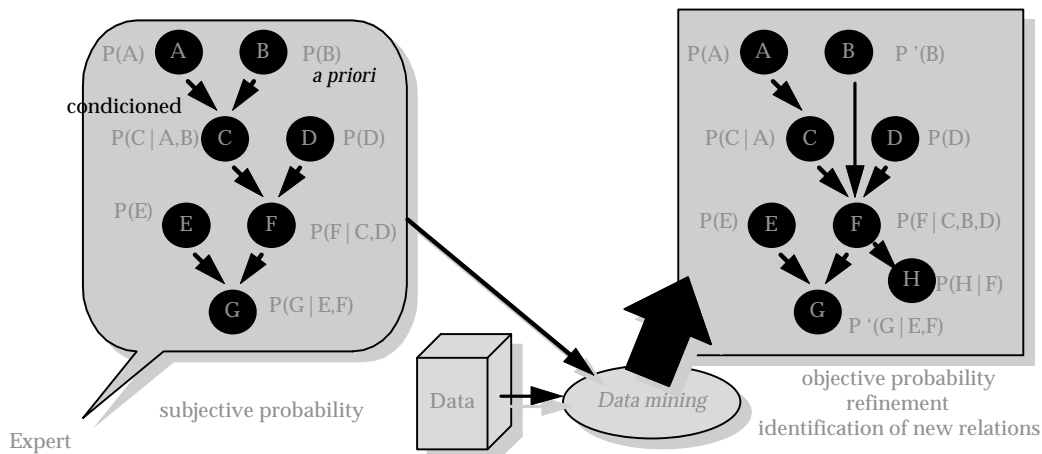 P(A) A B P(B)
a priori
condicioned
P(C | A,B) C D P(D)
P(E) E F P(F | C,D)
G P(G | E,F)
subjective probability
Expert
Data
Data mining
P(A) A B P '(B)
P(C | A) C D P(D)
P(E) E F P(F | C,B,D)
H P(H | F)
G
P '(G | E,F)
objective probability
refinement
identification of new relations